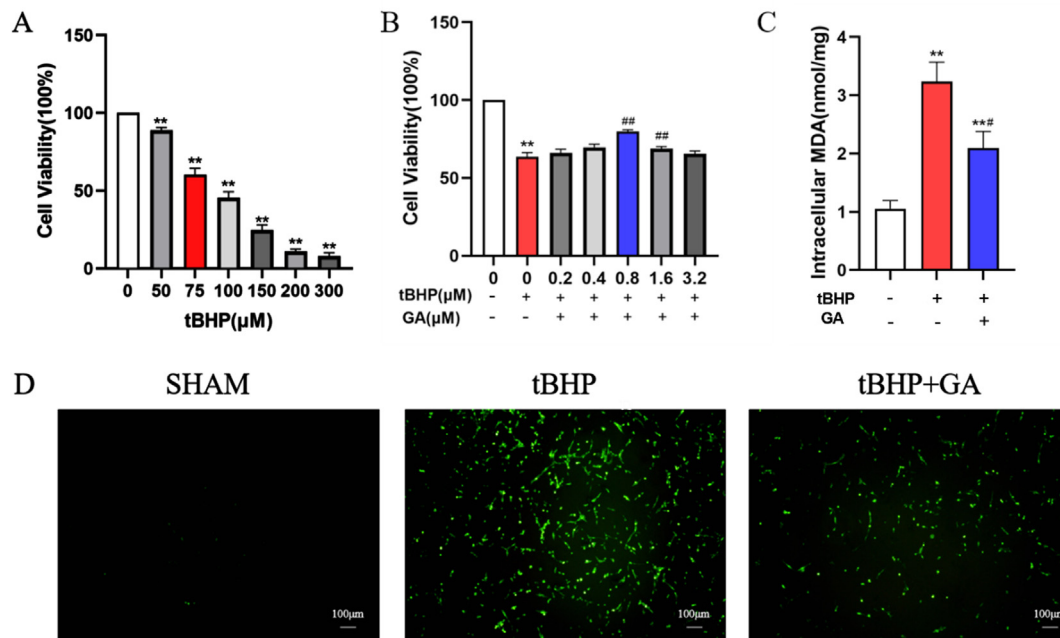 A
150
100
50
0
Cell Viability(100%)
**
**
**
**
**
**
0 50 75 100 150 200 300
tBHP(μM)
B
150
100
50
0
Cell Viability(100%)
**
##
##
0 0 0.2 0.4 0.8 1.6 3.2
tBHP(μM) - + + + + + +
GA(μM) - - + + + + +
C
4
3
2
1
0
Intracellular MDA(nmol/mg)
**
**#
tBHP - + +
GA - - +
D
SHAM
tBHP
tBHP+GA
100μm
100μm
100μm